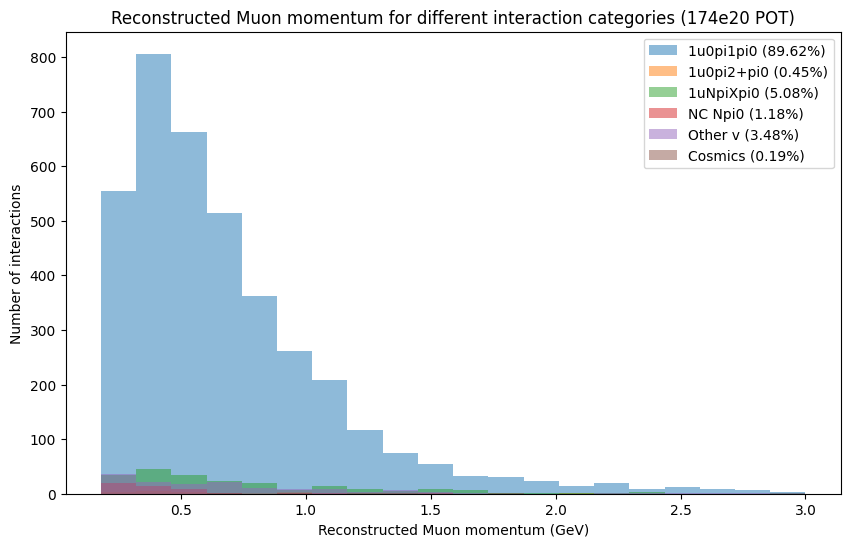 Reconstructed Muon momentum for different interaction categories (174e20 POT)
1u0pi1pi0 (89.62%)
1u0pi2+pi0 (0.45%)
1uNpiXpi0 (5.08%)
NC Npi0 (1.18%)
Other v (3.48%)
Cosmics (0.19%)
Number of interactions
800
700
600
500
400
300
200
100
0
0.5
1.0
1.5
2.0
2.5
3.0
Reconstructed Muon momentum (GeV)